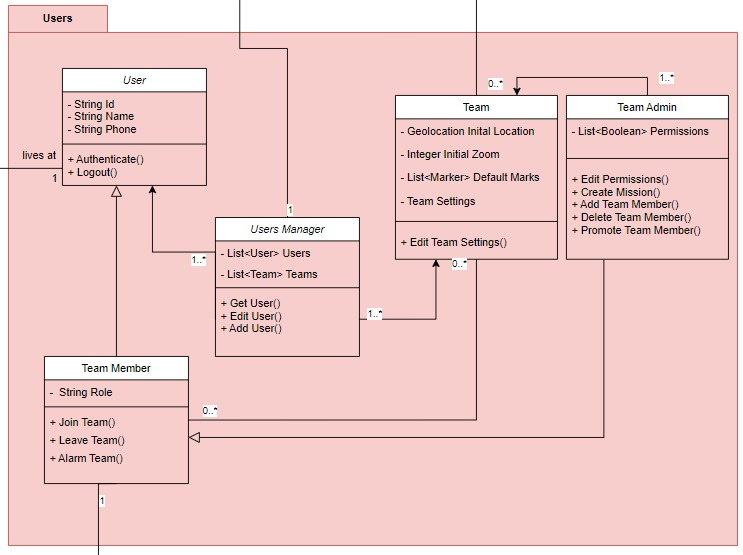 Users
User
- String Id
- String Name
- String Phone
+ Authenticate()
+ Logout()
lives at
1
0..*
1..*
Team
- Geolocation Inital Location
- Integer Initial Zoom
- List<Marker> Default Marks
- Team Settings
+ Edit Team Settings()
Team Admin
- List<Boolean> Permissions
+ Edit Permissions()
+ Create Mission()
+ Add Team Member()
+ Delete Team Member()
+ Promote Team Member()
1
Users Manager
- List<User> Users
- List<Team> Teams
+ Get User()
+ Edit User()
+ Add User()
1..*
0..*
1..*
Team Member
- String Role
+ Join Team()
+ Leave Team()
+ Alarm Team()
0..*
1